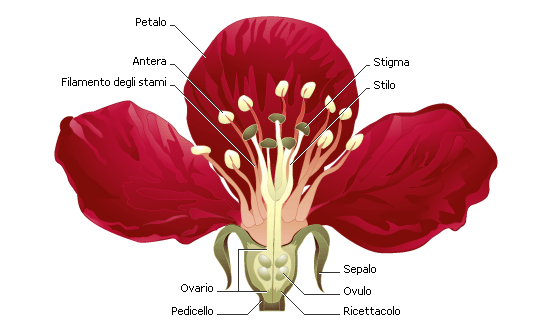 Petalo
Antera
Filamento degli stami
Stigma
Stilo
Sepalo
Ovario
Ovulo
Pedicello
Ricettacolo